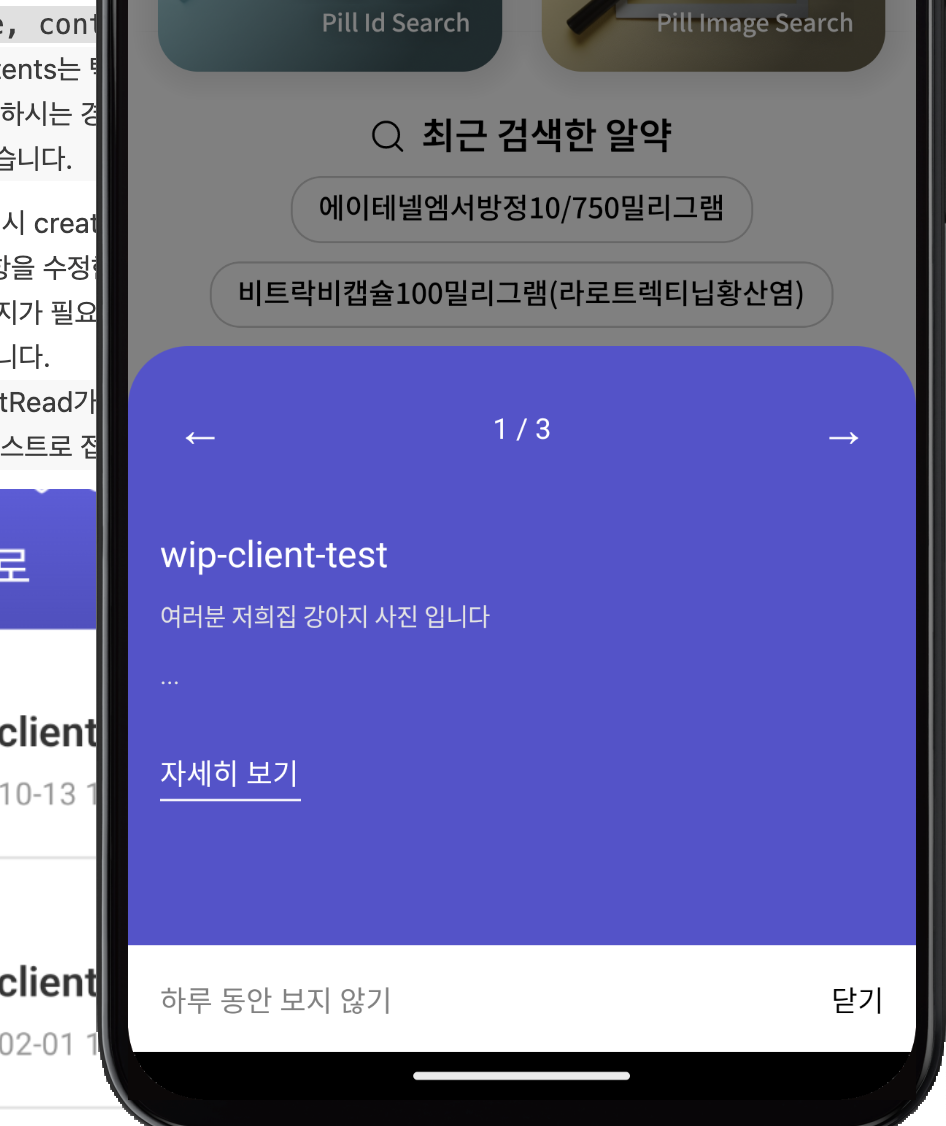 e, cont
tents는
하시는 경
습니다.
시 creat
항을 수정
지가 필요
니다.
tRead가
스트로 접
로
client
10-13 1
client
02-01 1
Pill Id Search
Pill Image Search
최근 검색한 알약
에이테넬엠서방정10/750밀리그램
비트락비캡슐100밀리그램(라로트렉티닙황산염)
← 1 / 3 →
wip-client-test
여러분 저희집 강아지 사진 입니다
...
자세히 보기
하루 동안 보지 않기
닫기